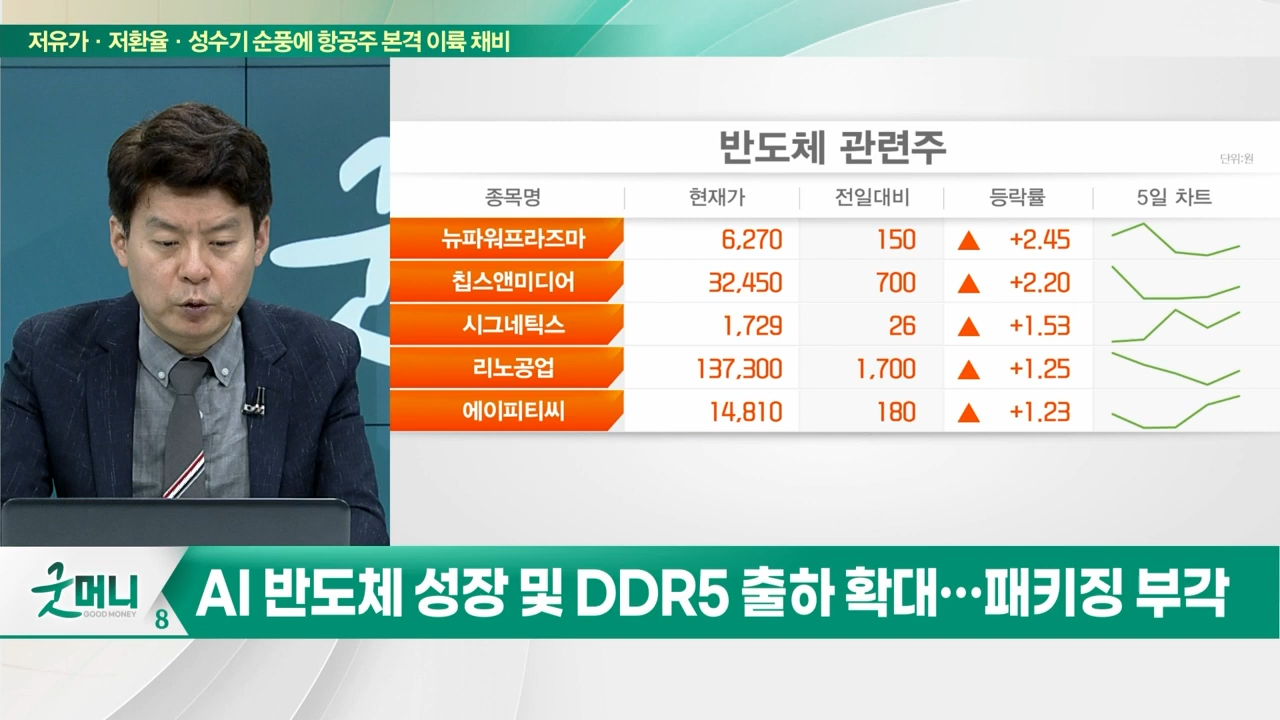 저유가·저환율·성수기 순풍에 항공주 본격 이륙 채비
반도체 관련주
단위:원
종목명 현재가 전일대비 등락률 5일 차트
뉴파워프라즈마 6,270 150 ▲ +2.45
칩스앤미디어 32,450 700 ▲ +2.20
시그네틱스 1,729 26 ▲ +1.53
리노공업 137,300 1,700 ▲ +1.25
에이피티씨 14,810 180 ▲ +1.23
굿머니
GOOD MONEY
8
AI 반도체 성장 및 DDR5 출하 확대…패키징 부각